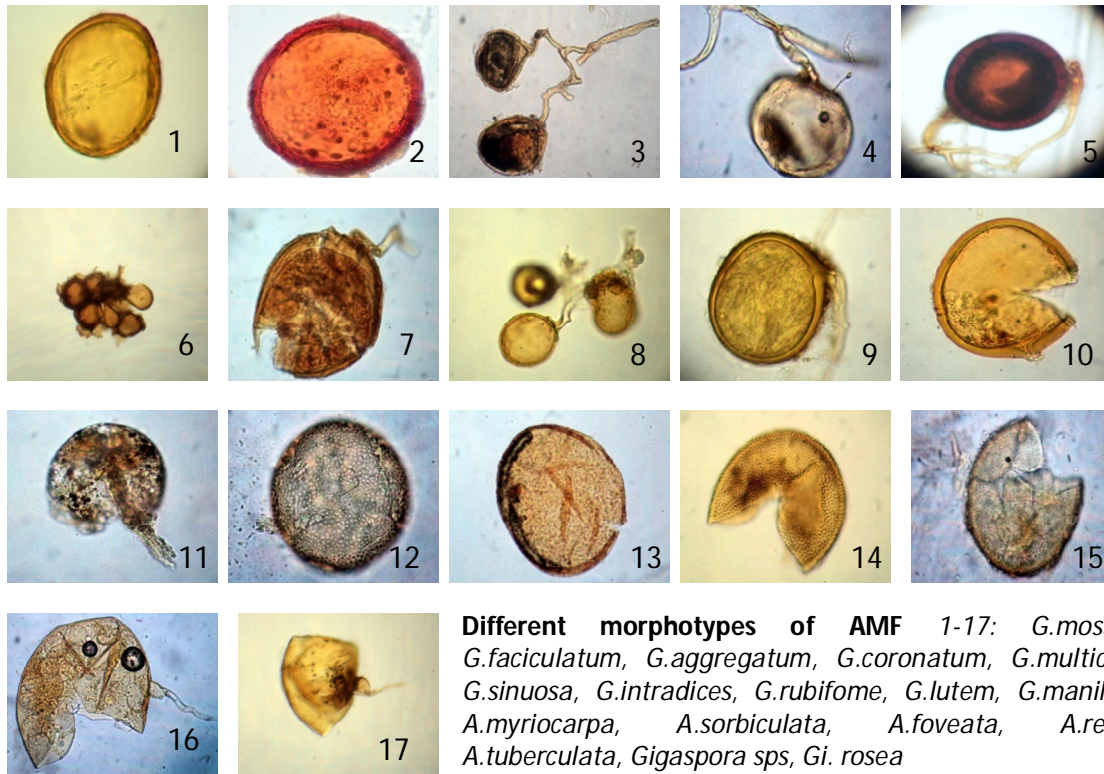 1 2 3 4 5
6 7 8 9 10
11 12 13 14 15
16 17
Different morphotypes of AMF 1-17: G.mos
G.faciculatum, G.aggregatum, G.coronatum, G.multic
G.sinuosa, G.intradices, G.rubifome, G.lutem, G.manil
A.myriocarpa, A.sorbiculata, A.foveata, A.re
A.tuberculata, Gigaspora sps, Gi. rosea